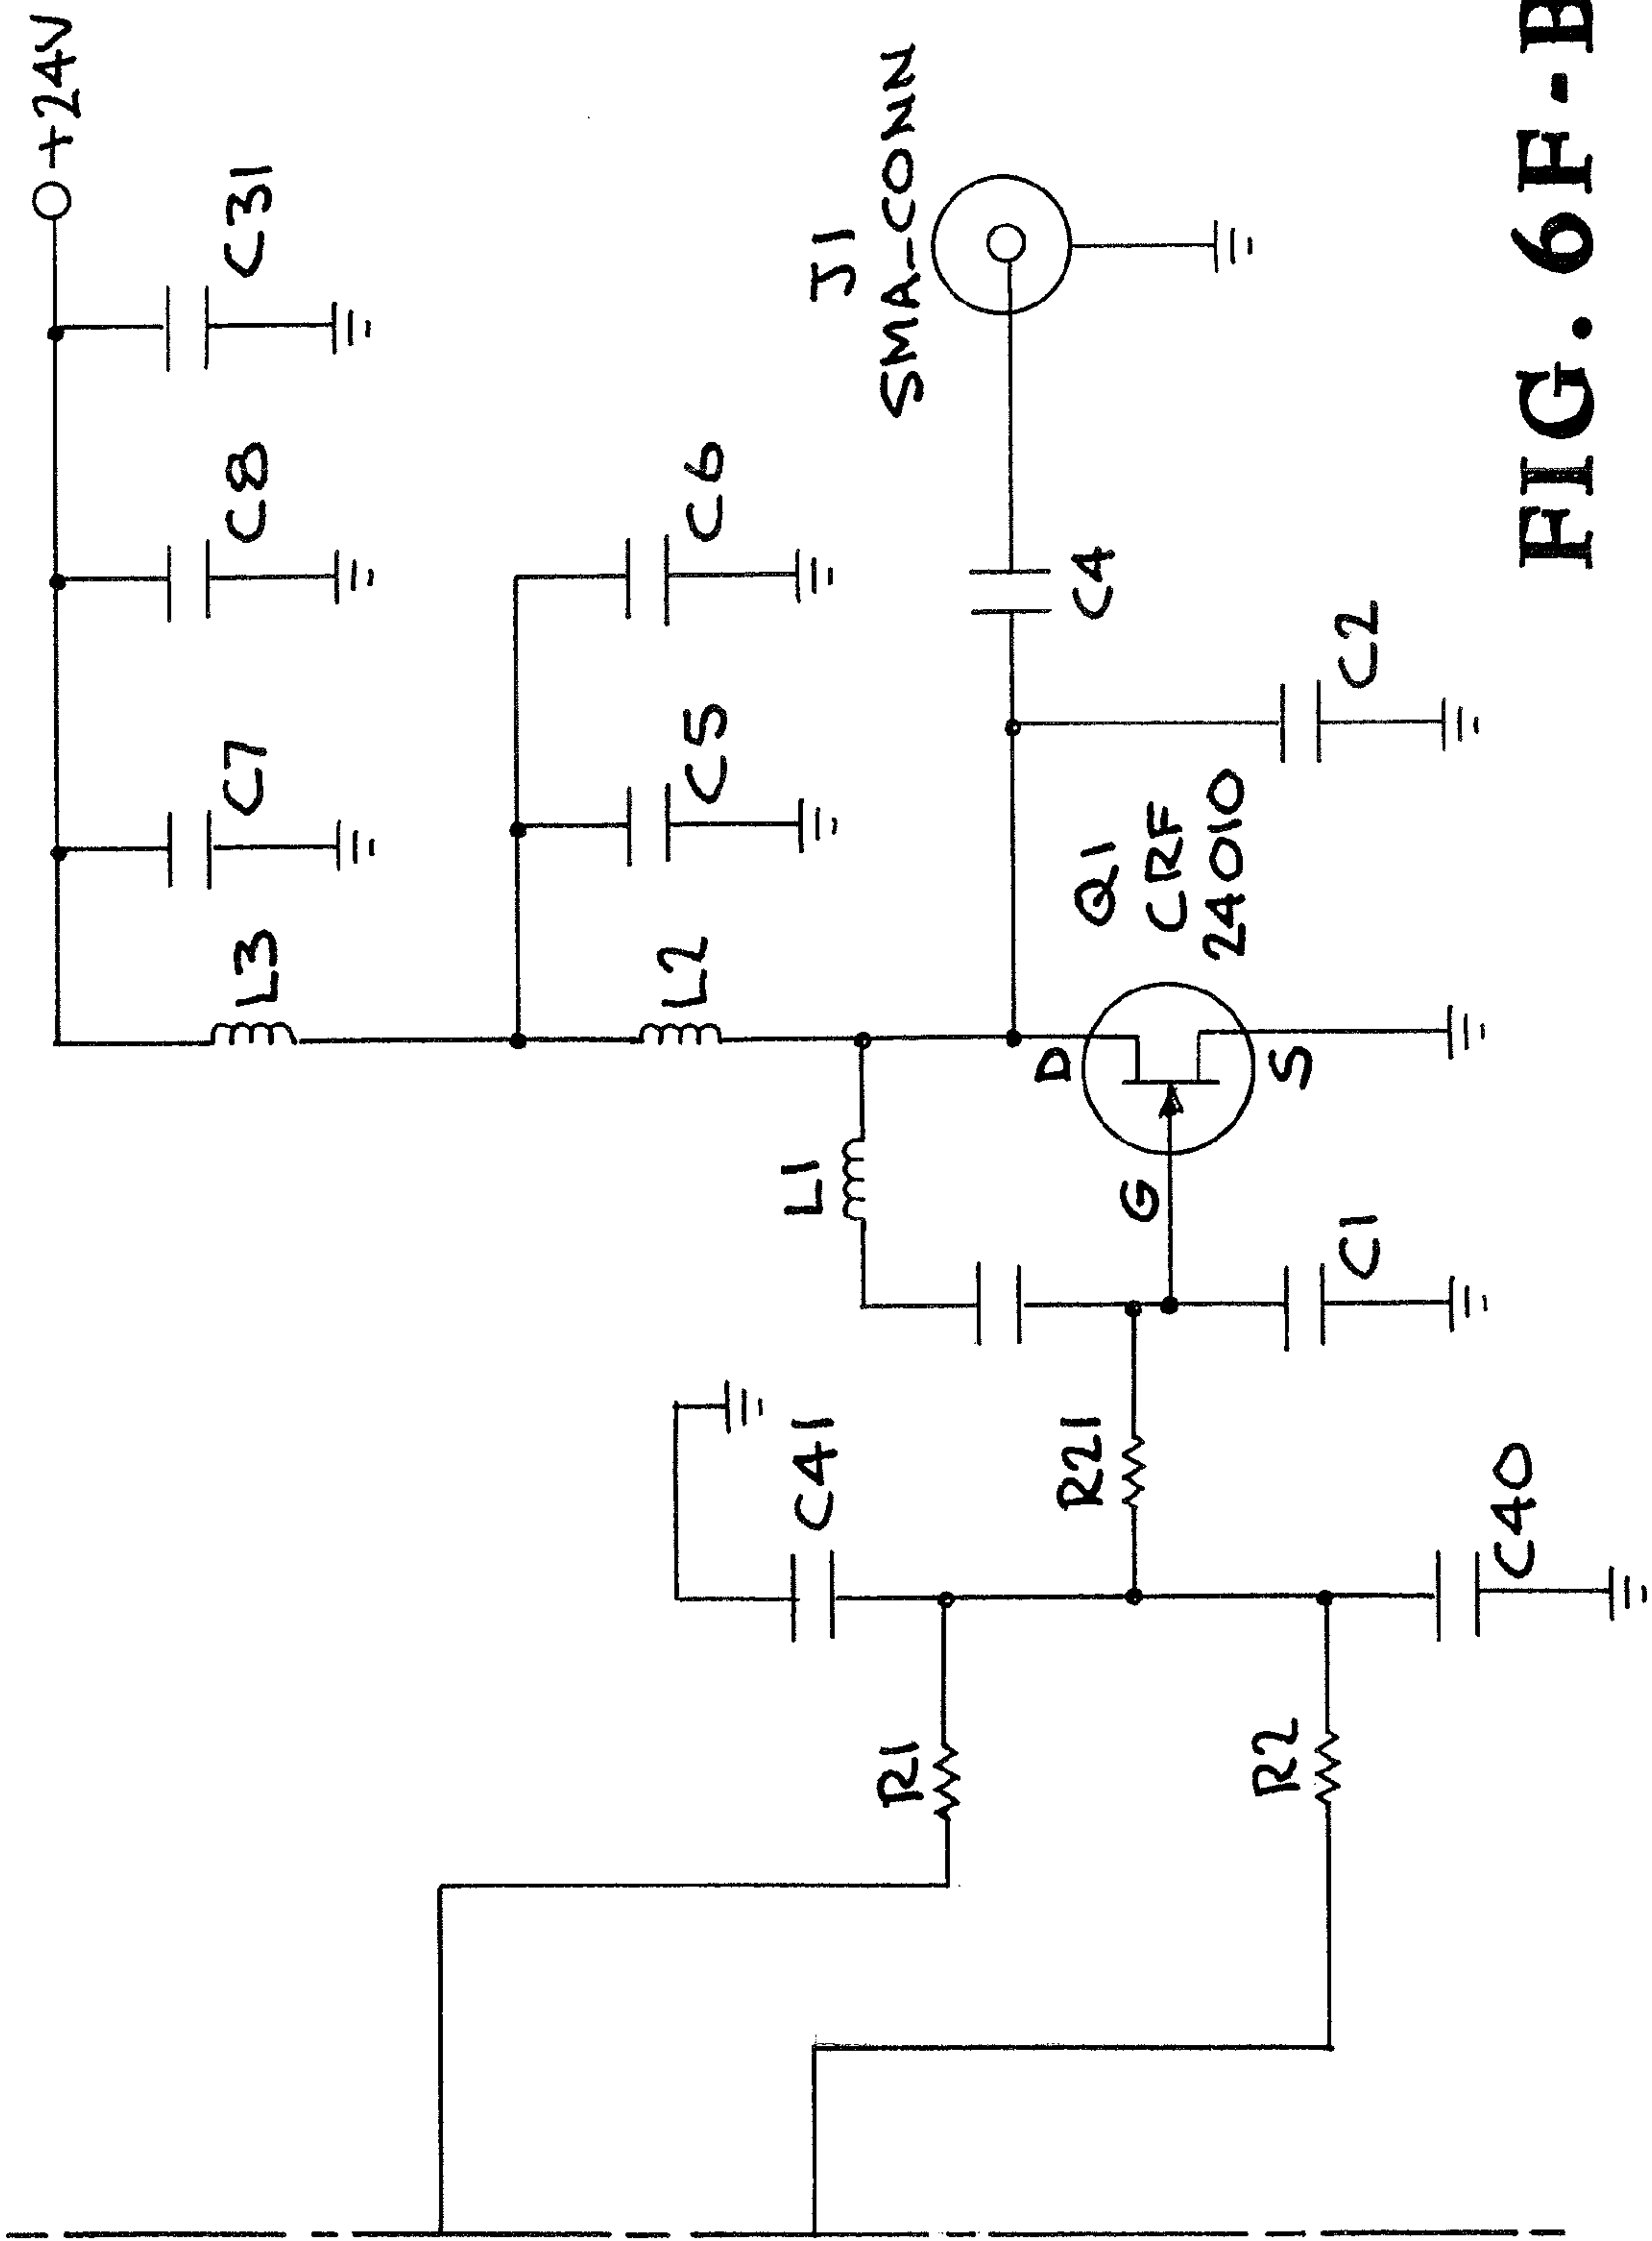 +24V
C7
C8
C31
L3
C5
C6
L2
J1
SMA-CONN
L1
C41
C4
D
Q1
CRF
24010
G
S
R21
R1
C1
C2
R2
C40
FIG. 6F-B